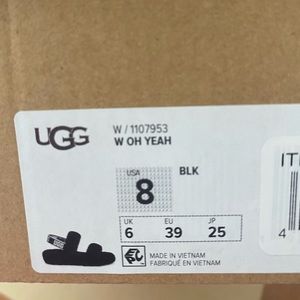 UGG
W / 1107953
W OH YEAH
USA
8
BLK
UK EU JP
6 39 25
MADE IN VIETNAM
FABRIQUÉ EN VIETNAM
IT
4